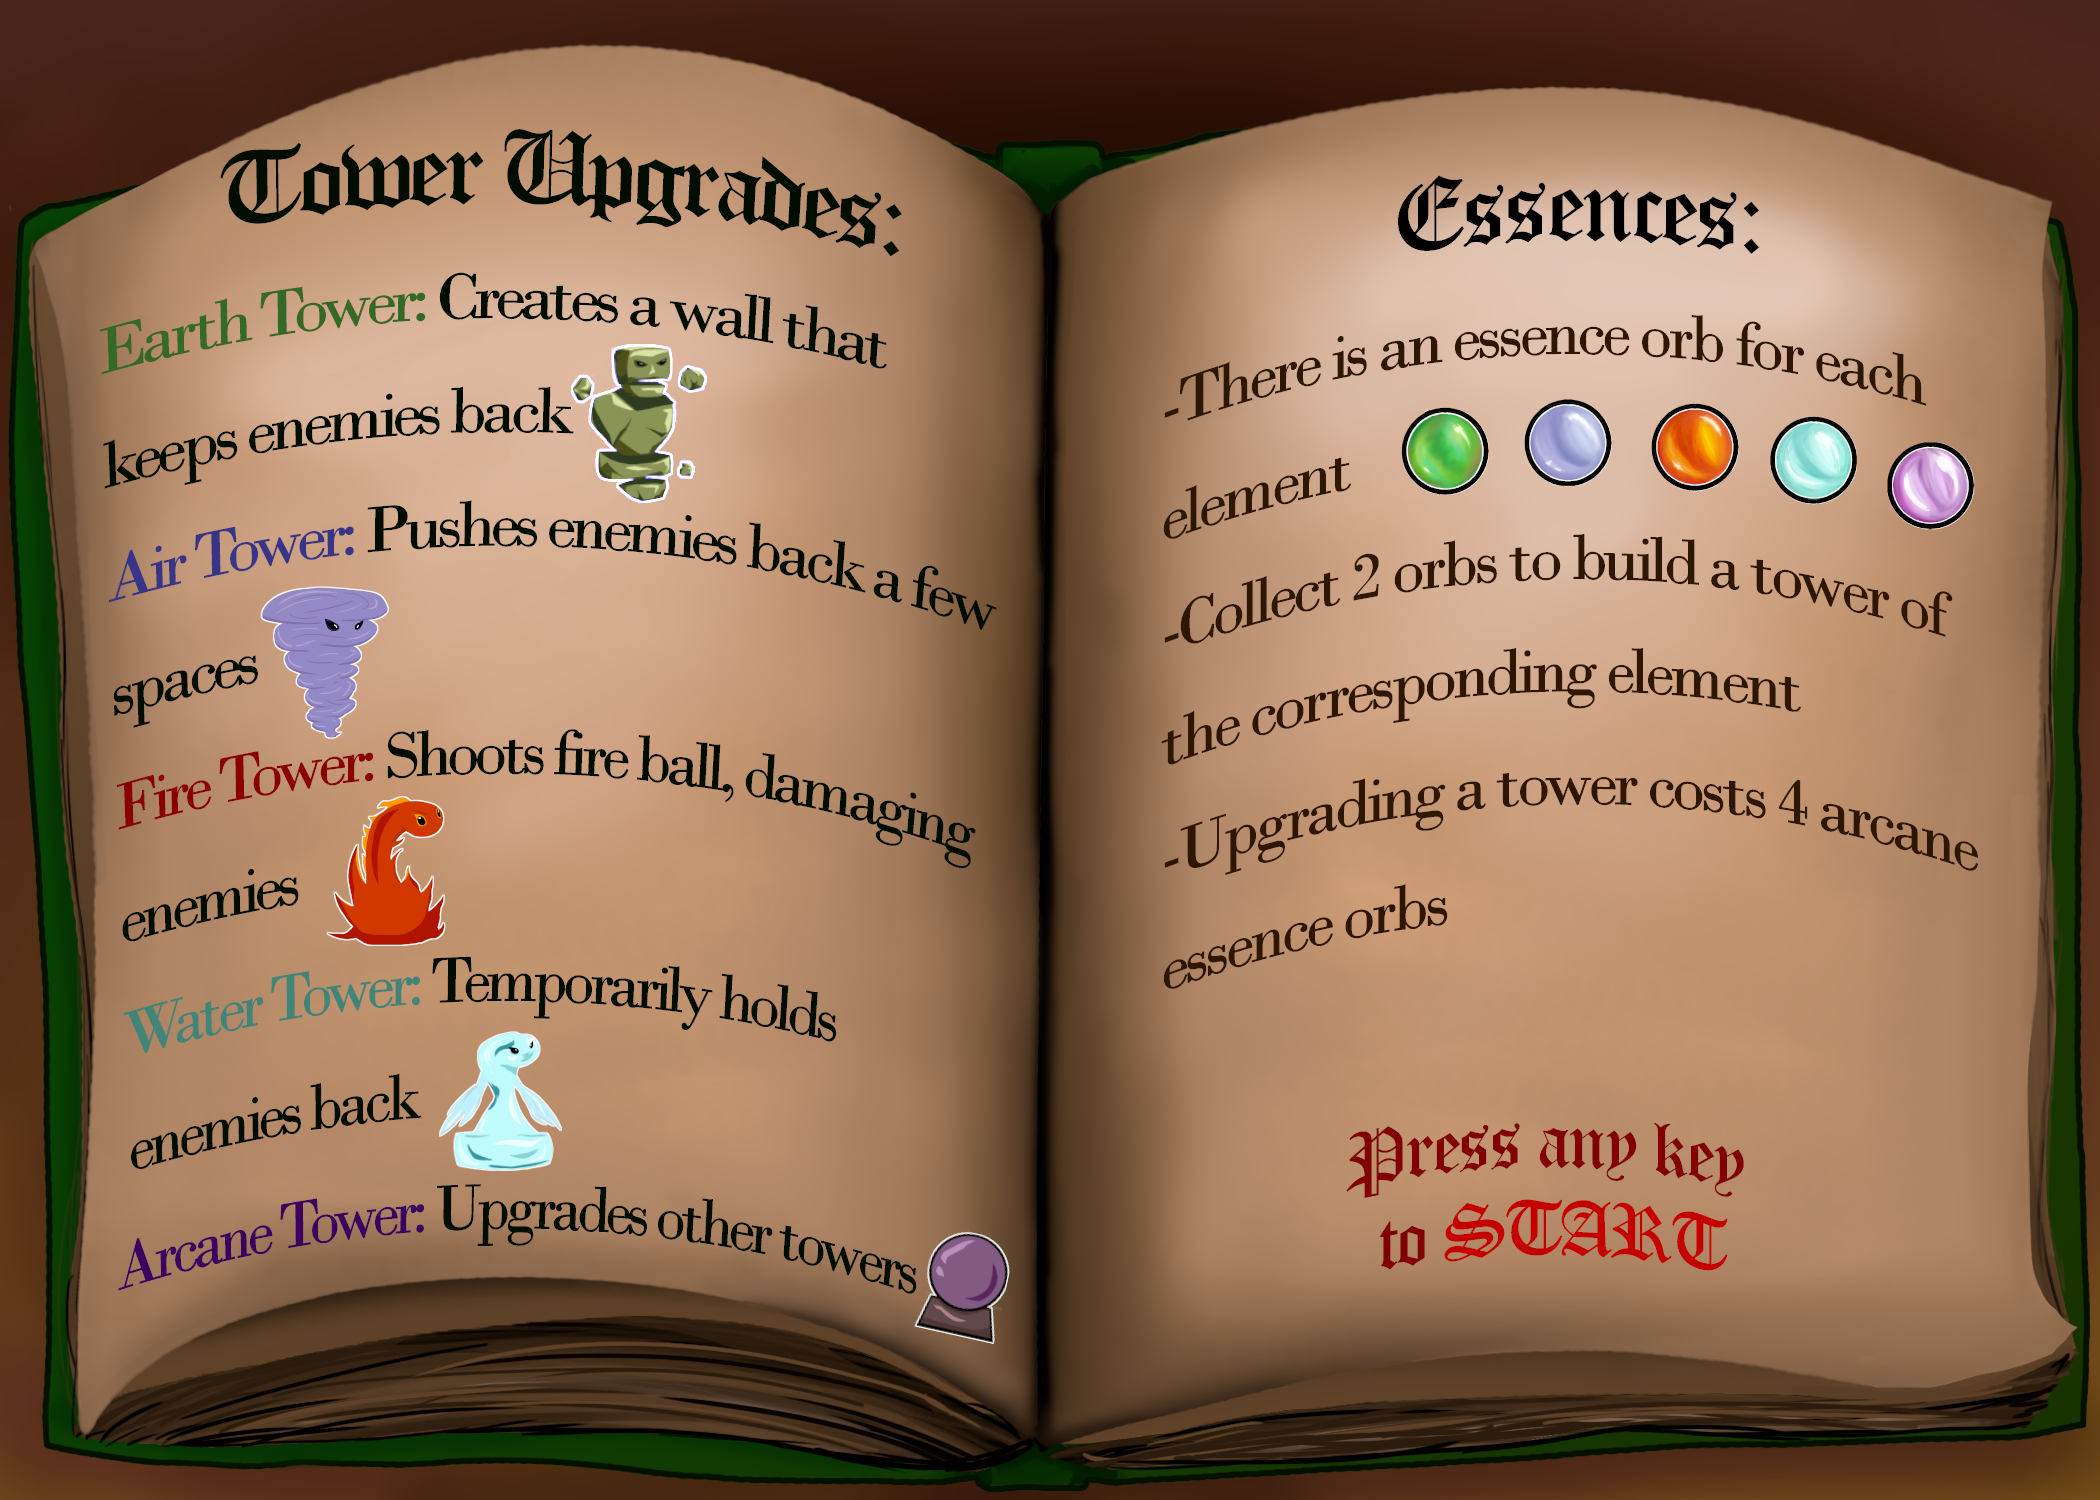 Tower Upgrades:
Earth Tower: Creates a wall that
keeps enemies back
Air Tower: Pushes enemies back a few
spaces
Fire Tower: Shoots fire ball, damaging
enemies
Water Tower: Temporarily holds
enemies back
Arcane Tower: Upgrades other towers
Essences:
-There is an essence orb for each
element
-Collect 2 orbs to build a tower of
the corresponding element
-Upgrading a tower costs 4 arcane
essence orbs
Press any key
to START